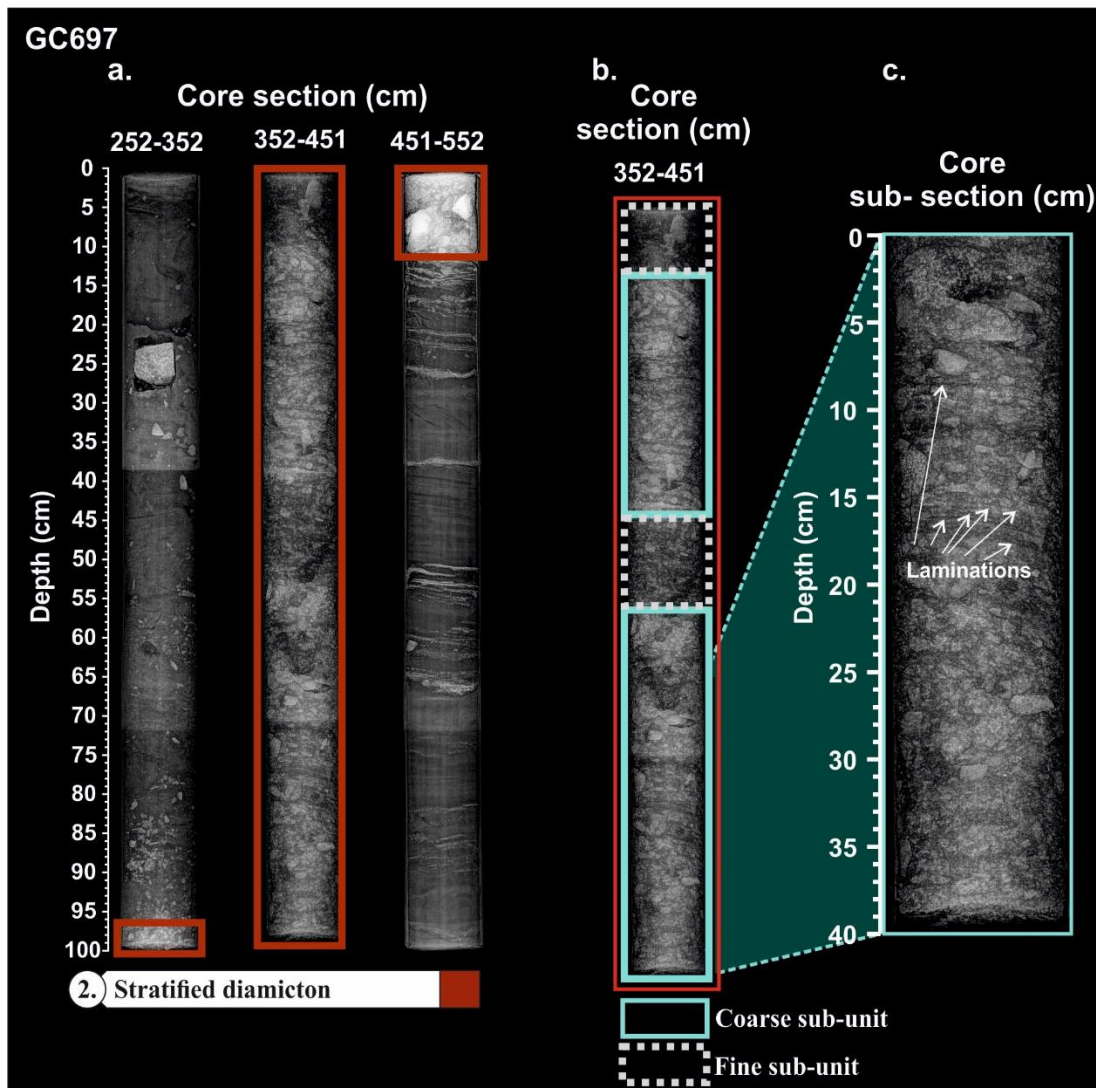 GC697
a.
Core section (cm)
252-352 352-451 451-552
0
5
10
15
20
25
30
35
40
45
50
55
60
65
70
75
80
85
90
95
100
Depth (cm)
2. Stratified diamicton
b.
Core
section (cm)
352-451
Coarse sub-unit
Fine sub-unit
c.
Core
sub- section (cm)
0
5
10
15
20
25
30
35
40
Depth (cm)
Laminations